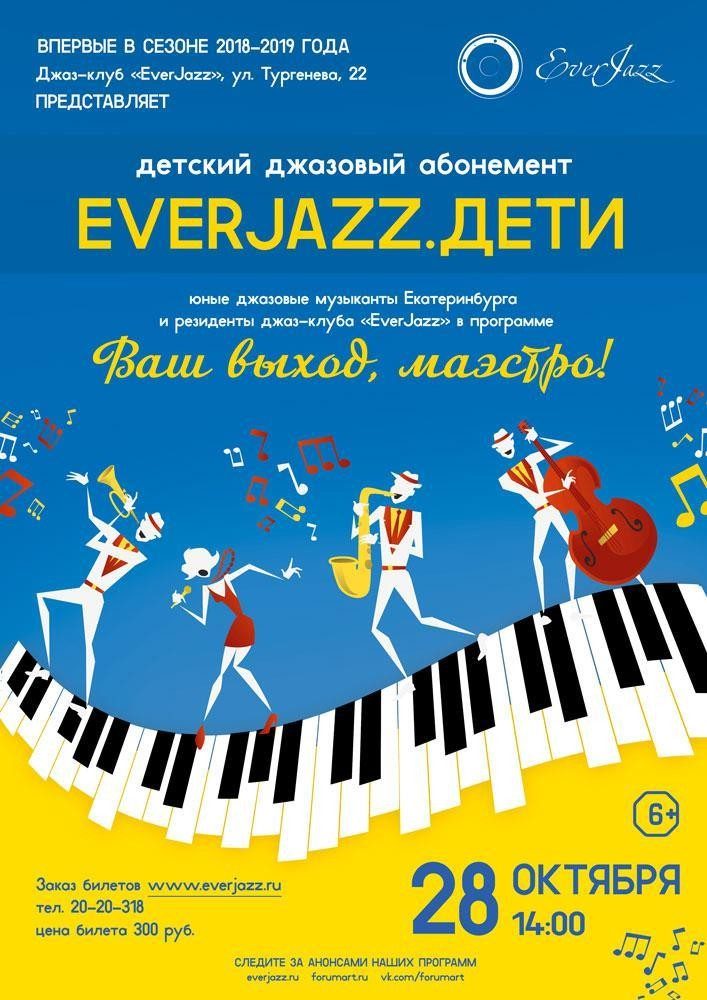 ВПЕРВЫЕ В СЕЗОНЕ 2018-2019 ГОДА
Джаз-клуб «EverJazz», ул. Тургенева, 22
ПРЕДСТАВЛЯЕТ
EverJazz
детский джазовый абонемент
EVERJAZZ.ДЕТИ
юные джазовые музыканты Екатеринбурга
и резиденты джаз-клуба «EverJazz» в программе
Ваш выход, маэстро!
6+
Заказ билетов www.everjazz.ru
тел. 20-20-318
цена билета 300 руб.
28 ОКТЯБРЯ
14:00
СЛЕДИТЕ ЗА АНОНСАМИ НАШИХ ПРОГРАММ
everjazz.ru forumart.ru vk.com/forumart